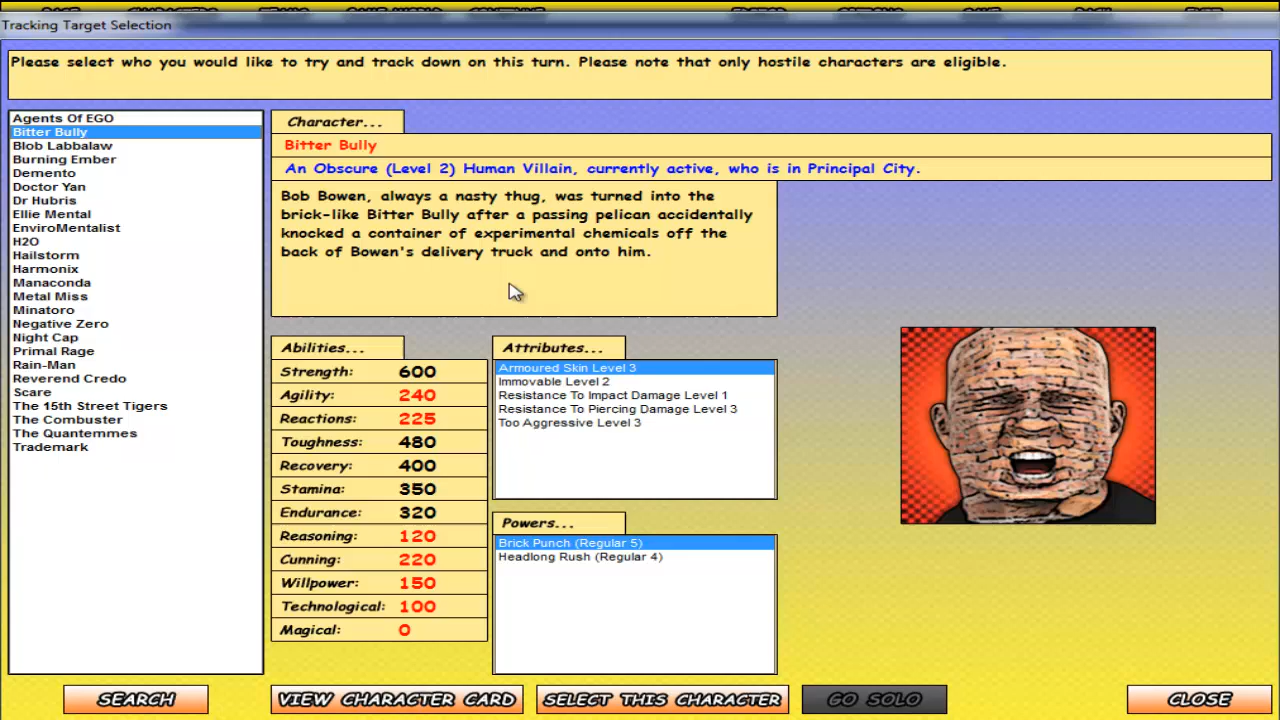 Tracking Target Selection
Please select who you would like to try and track down on this turn. Please note that only hostile characters are eligible.
Agents Of EGO
Bitter Bully
Blob Labbalaw
Burning Ember
Demento
Doctor Yan
Dr Hubris
Ellie Mental
EnviroMentalist
H2O
Hailstorm
Harmonix
Manaconda
Metal Miss
Minatoro
Negative Zero
Night Cap
Primal Rage
Rain-Man
Reverend Credo
Scare
The 15th Street Tigers
The Combuster
The Quantemmes
Trademark
Character...
Bitter Bully
An Obscure (Level 2) Human Villain, currently active, who is in Principal City.
Bob Bowen, always a nasty thug, was turned into the
brick-like Bitter Bully after a passing pelican accidentally
knocked a container of experimental chemicals off the
back of Bowen's delivery truck and onto him.
Abilities...
Strength: 600
Agility: 240
Reactions: 225
Toughness: 480
Recovery: 400
Stamina: 350
Endurance: 320
Reasoning: 120
Cunning: 220
Willpower: 150
Technological: 100
Magical: 0
Attributes...
Armoured Skin Level 3
Immovable Level 2
Resistance To Impact Damage Level 1
Resistance To Piercing Damage Level 3
Too Aggressive Level 3
Powers...
Brick Punch (Regular 5)
Headlong Rush (Regular 4)
SEARCH
VIEW CHARACTER CARD
SELECT THIS CHARACTER
GO SOLO
CLOSE